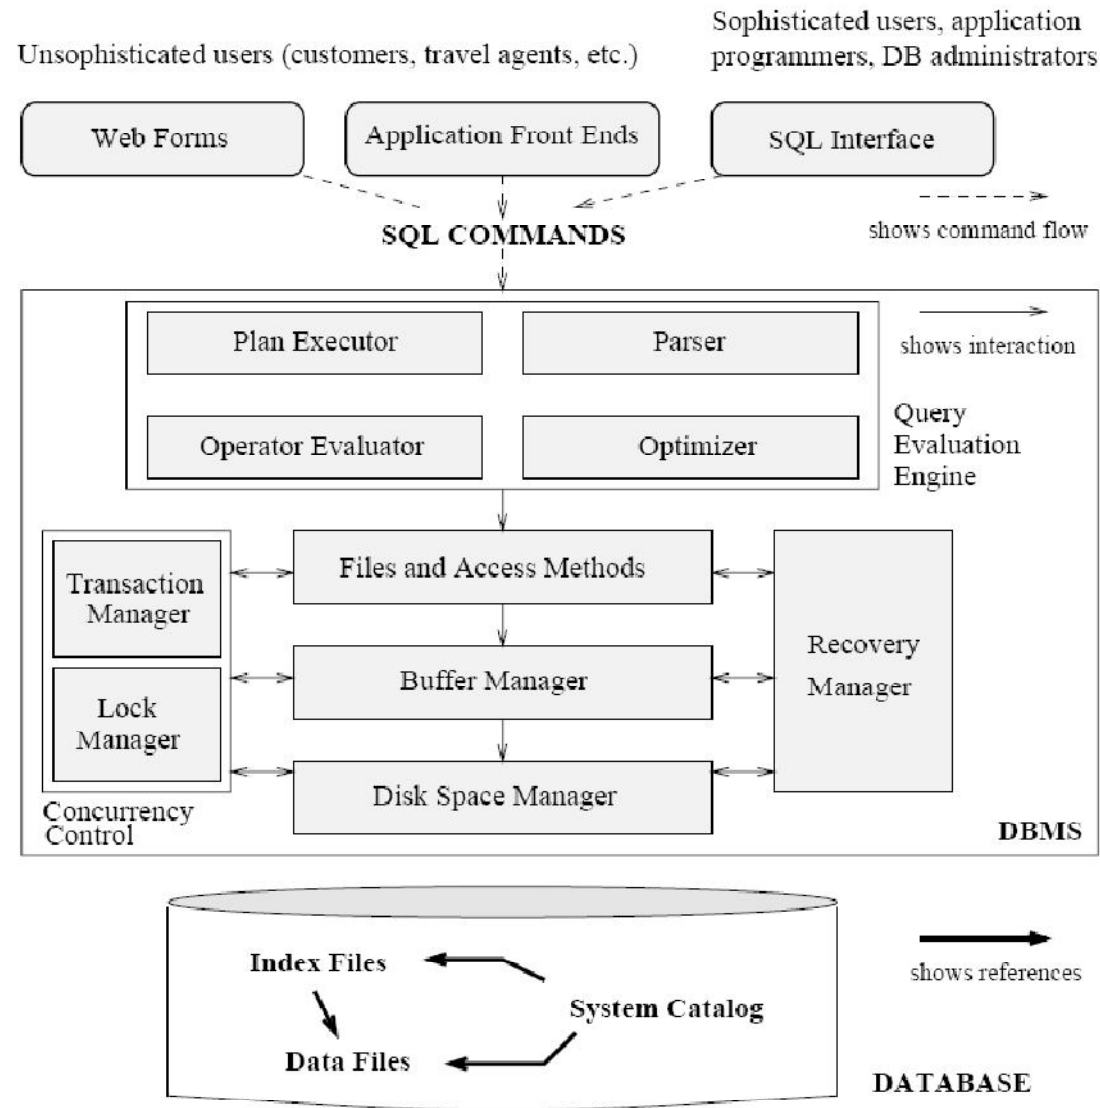 Unsophisticated users (customers, travel agents, etc.)
Sophisticated users, application
programmers, DB administrators
Web Forms
Application Front Ends
SQL Interface
SQL COMMANDS
shows command flow
Plan Executor
Parser
shows interaction
Operator Evaluator
Optimizer
Query
Evaluation
Engine
Transaction
Manager
Files and Access Methods
Recovery
Manager
Buffer Manager
Lock
Manager
Disk Space Manager
Concurrency
Control
DBMS
Index Files
shows references
System Catalog
Data Files
DATABASE